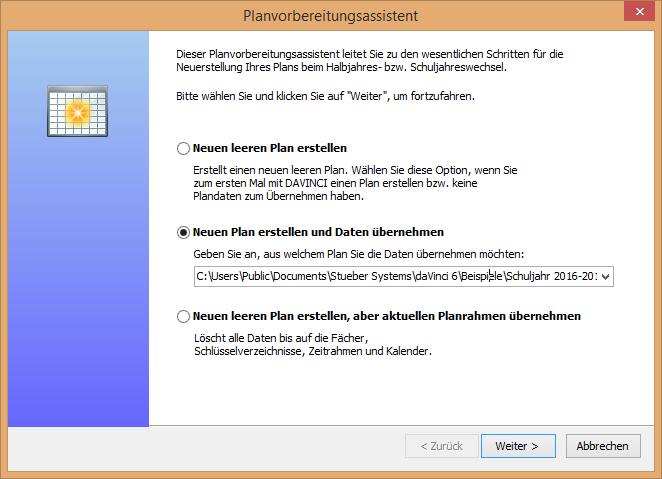 Planvorbereitungsassistent
Dieser Planvorbereitungsassistent leitet Sie zu den wesentlichen Schritten für die
Neuerstellung Ihres Plans beim Halbjahres- bzw. Schuljahreswechsel.
Bitte wählen Sie und klicken Sie auf "Weiter", um fortzufahren.
Neuen leeren Plan erstellen
Erstellt einen neuen leeren Plan. Wählen Sie diese Option, wenn Sie
zum ersten Mal mit DAVINCI einen Plan erstellen bzw. keine
Plandaten zum Übernehmen haben.
Neuen Plan erstellen und Daten übernehmen
Geben Sie an, aus welchem Plan Sie die Daten übernehmen möchten:
C:\Users\Public\Documents\Stueber Systems\daVinci 6\Beispiele\Schuljahr 2016-201
Neuen leeren Plan erstellen, aber aktuellen Planrahmen übernehmen
Löscht alle Daten bis auf die Fächer,
Schlüsselverzeichnisse, Zeitrahmen und Kalender.
< Zurück
Weiter >
Abbrechen